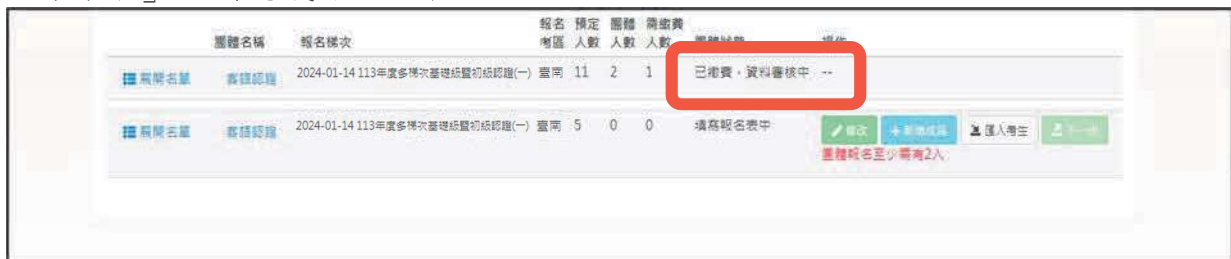 報名 預定 團體 需繳費
團體名稱 報名梯次 考區 人數 人數 人數 團體狀態 操作
展開名單 客語認證 2024-01-14 113年度多梯次基礎級暨初級認證(一) 臺南 11 2 1 已繳費,資料審核中 --
展開名單 客語認證 2024-01-14 113年度多梯次基礎級暨初級認證(一) 臺南 5 0 0 填寫報名表中 修改 新增成員 匯入考生 下一步
團體報名至少需有2人